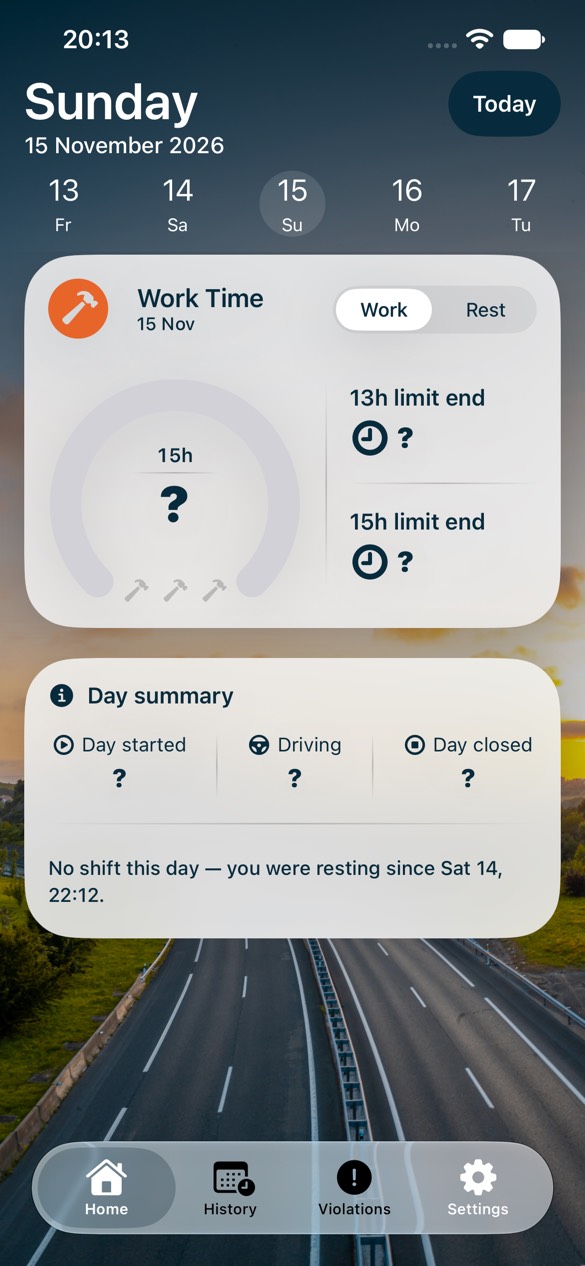 20:13
Sunday
Today
15 November 2026
13 14 15 16 17
Fr Sa Su Mo Tu
Work Time
15 Nov
Work Rest
13h limit end
?
15h
?
15h limit end
?
Day summary
Day started Driving Day closed
? ? ?
No shift this day — you were resting since Sat 14,
22:12.
Home History Violations Settings